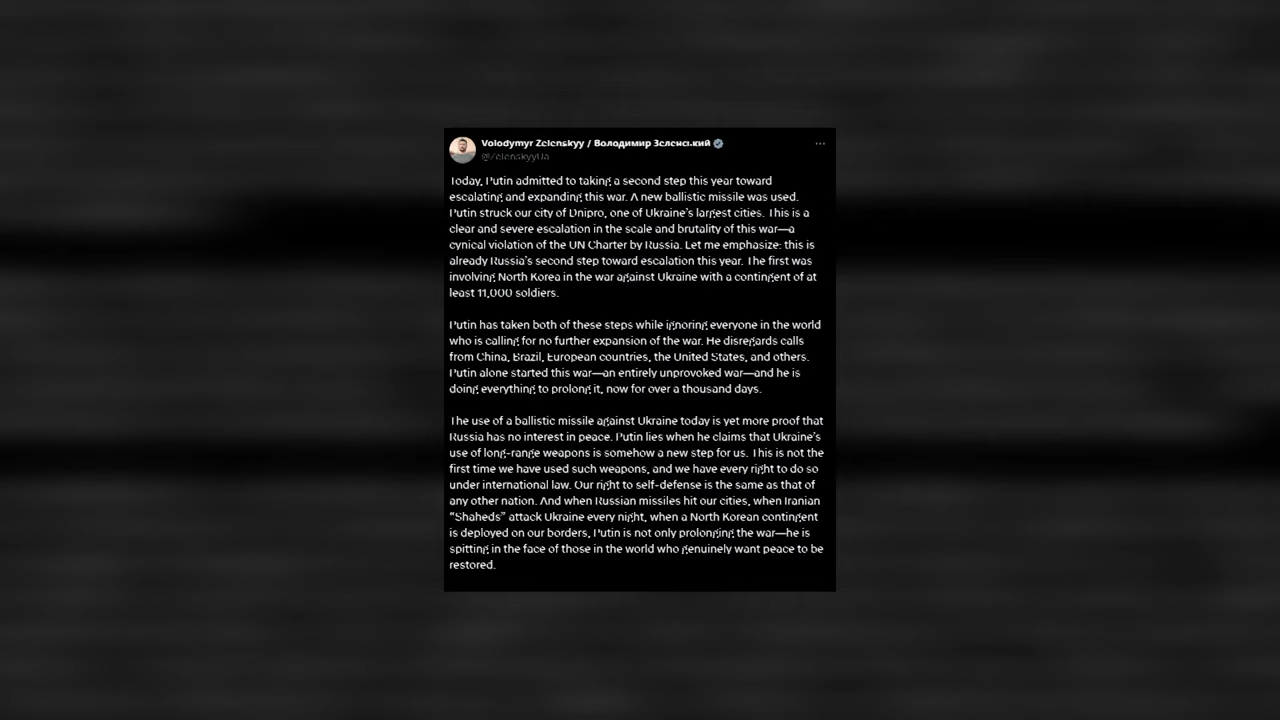 Volodymyr Zelenskyy / Володимир Зеленський
@ZelenskyyUa
Today, Putin admitted to taking a second step this year toward
escalating and expanding this war. A new ballistic missile was used.
Putin struck our city of Dnipro, one of Ukraine's largest cities. This is a
clear and severe escalation in the scale and brutality of this war—a
cynical violation of the UN Charter by Russia. Let me emphasize: this is
already Russia's second step toward escalation this year. The first was
involving North Korea in the war against Ukraine with a contingent of at
least 11,000 soldiers.
Putin has taken both of these steps while ignoring everyone in the world
who is calling for no further expansion of the war. He disregards calls
from China, Brazil, European countries, the United States, and others.
Putin alone started this war—an entirely unprovoked war—and he is
doing everything to prolong it, now for over a thousand days.
The use of a ballistic missile against Ukraine today is yet more proof that
Russia has no interest in peace. Putin lies when he claims that Ukraine's
use of long-range weapons is somehow a new step for us. This is not the
first time we have used such weapons, and we have every right to do so
under international law. Our right to self-defense is the same as that of
any other nation. And when Russian missiles hit our cities, when Iranian
“Shaheds” attack Ukraine every night, when a North Korean contingent
is deployed on our borders, Putin is not only prolonging the war—he is
spitting in the face of those in the world who genuinely want peace to be
restored.